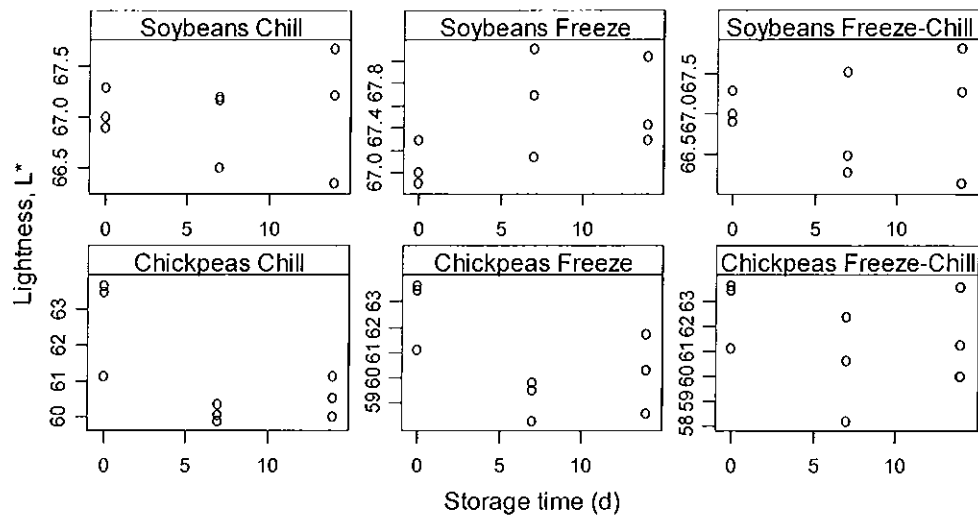 Soybeans Chill
Soybeans Freeze
Soybeans Freeze-Chill
67.5
67.0
66.5
67.8
67.4
67.0
67.5
67.0
66.5
0 5 10
0 5 10
0 5 10
Lightness, L*
Chickpeas Chill
Chickpeas Freeze
Chickpeas Freeze-Chill
63
62
61
60
63
62
61
60
59
63
62
61
60
59
58
0 5 10
0 5 10
0 5 10
Storage time (d)